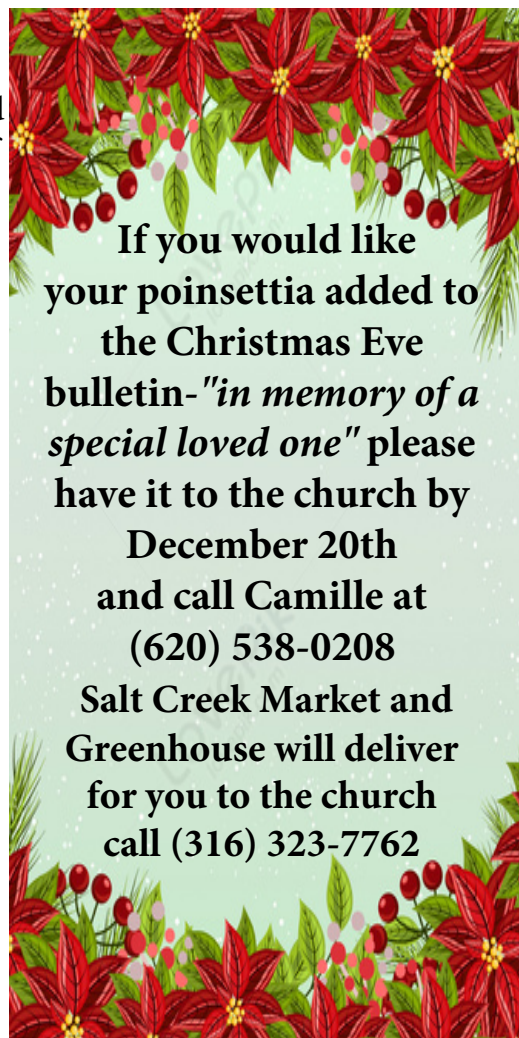 If you would like
your poinsettia added to
the Christmas Eve
bulletin-"in memory of a
special loved one" please
have it to the church by
December 20th
and call Camille at
(620) 538-0208
Salt Creek Market and
Greenhouse will deliver
for you to the church
call (316) 323-7762